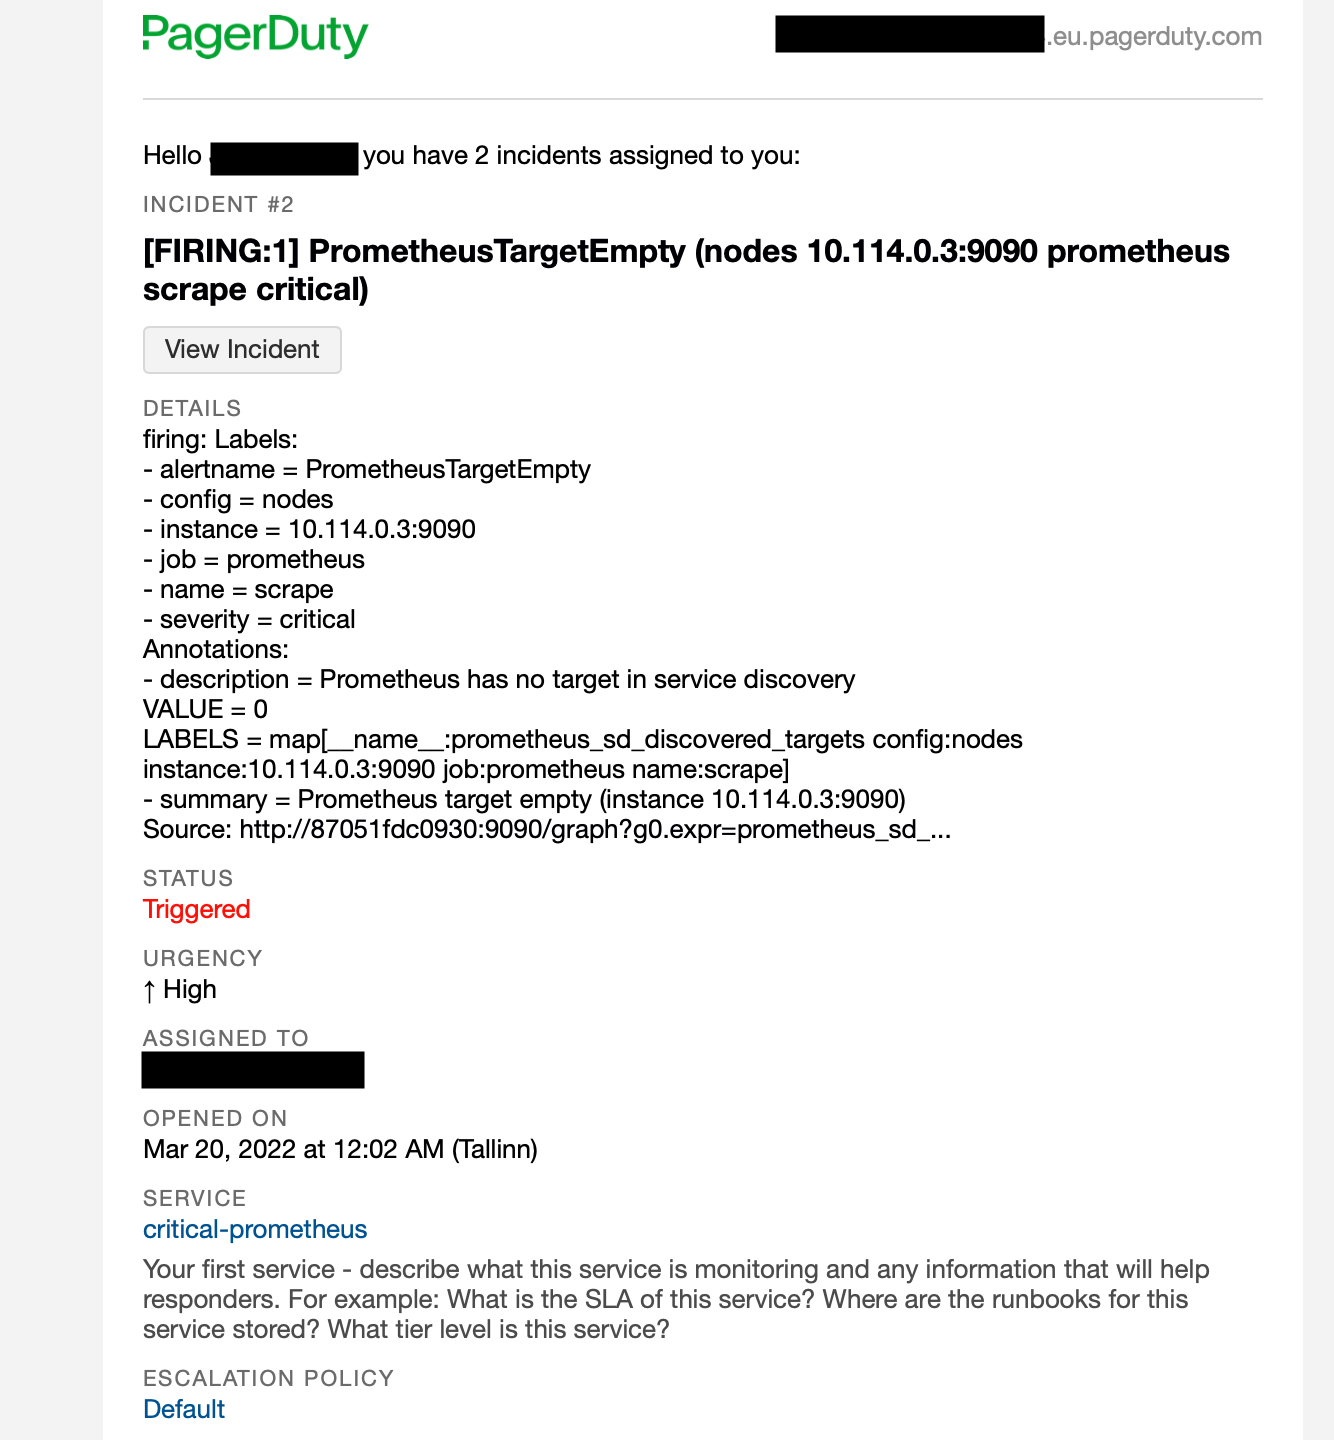 PagerDuty
.eu.pagerduty.com
Hello you have 2 incidents assigned to you:
INCIDENT #2
[FIRING:1] PrometheusTargetEmpty (nodes 10.114.0.3:9090 prometheus
scrape critical)
View Incident
DETAILS
firing: Labels:
- alertname = PrometheusTargetEmpty
- config = nodes
- instance = 10.114.0.3:9090
- job = prometheus
- name = scrape
- severity = critical
Annotations:
- description = Prometheus has no target in service discovery
VALUE = 0
LABELS = map[__name__:prometheus_sd_discovered_targets config:nodes
instance:10.114.0.3:9090 job:prometheus name:scrape]
- summary = Prometheus target empty (instance 10.114.0.3:9090)
Source: http://87051fdc0930:9090/graph?g0.expr=prometheus_sd_...
STATUS
Triggered
URGENCY
↑ High
ASSIGNED TO
OPENED ON
Mar 20, 2022 at 12:02 AM (Tallinn)
SERVICE
critical-prometheus
Your first service - describe what this service is monitoring and any information that will help
responders. For example: What is the SLA of this service? Where are the runbooks for this
service stored? What tier level is this service?
ESCALATION POLICY
Default